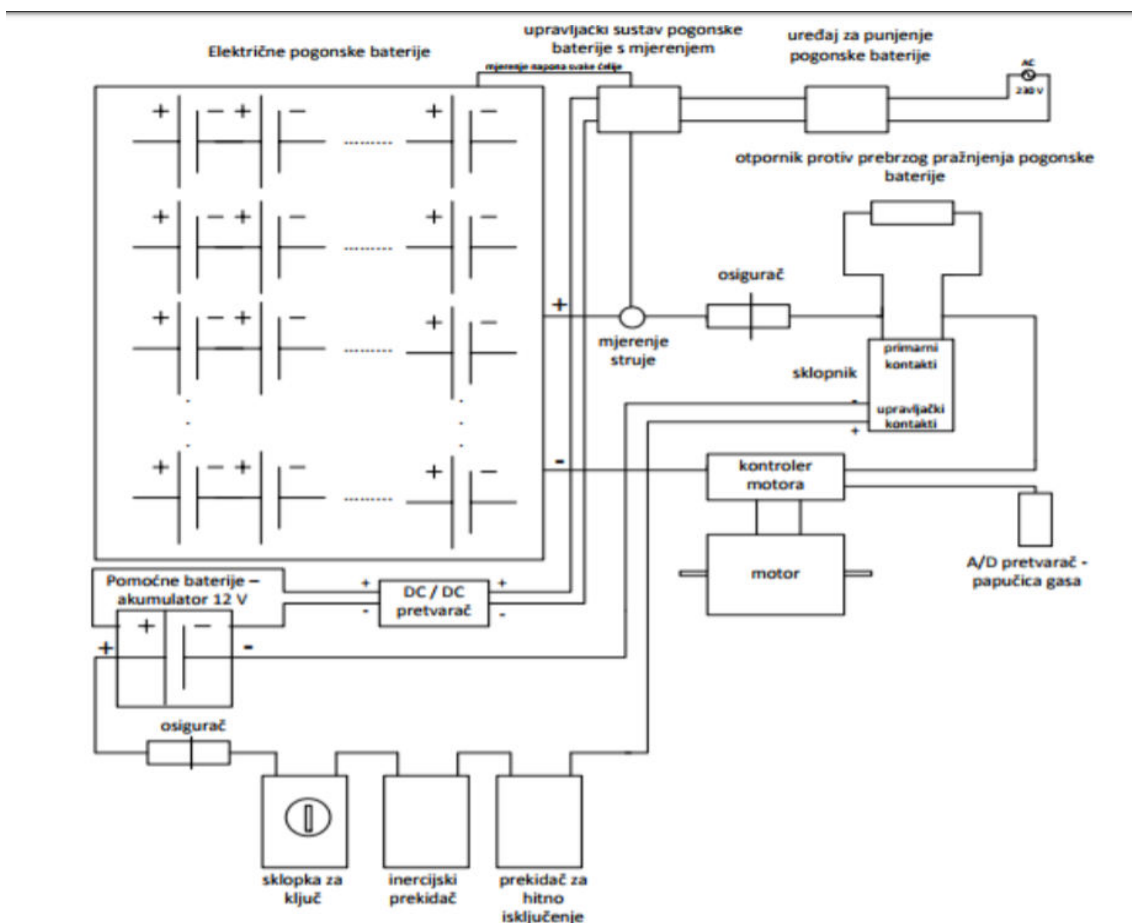 Električne pogonske baterije
upravljački sustav pogonske
baterije s mjerenjem
uređaj za punjenje
pogonske baterije
mjerenje napona svake ćelije
AC
230 V
+ − + − ......... + −
+ − + − ......... + −
+ − + − ......... + −
+ − + − ......... + −
otpornik protiv prebrzog pražnjenja pogonske
baterije
+
osigurač
mjerenje
struje
sklopnik
primarni
kontakti
-
upravljački
kontakti
+
-
kontroler
motora
motor
A/D pretvarač -
papučica gasa
Pomoćne baterije –
akumulator 12 V
+ −
+ -
+
-
DC / DC
pretvarač
+
-
osigurač
sklopka za
ključ
inercijski
prekidač
prekidač za
hitno
isključenje